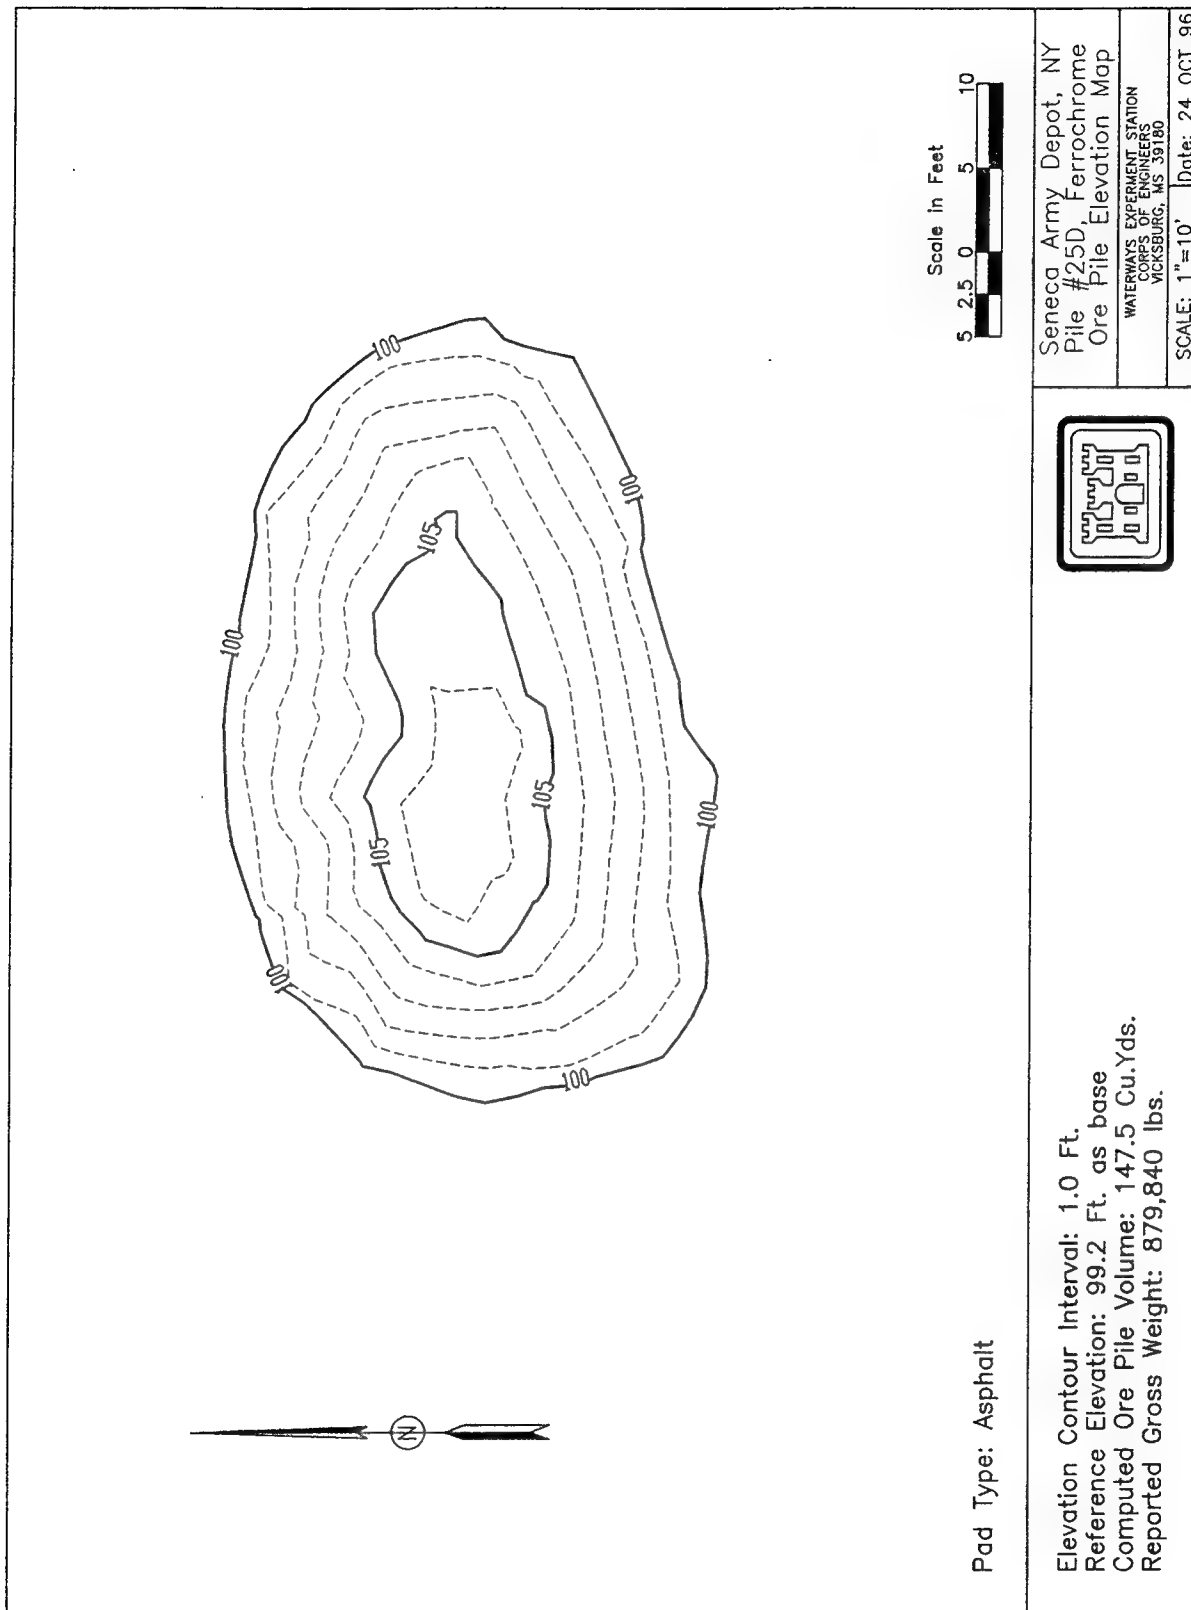 100
100
100
100
100
100
105
105
105
N
Pad Type: Asphalt
Scale in Feet
5 2.5 0 5 10
Elevation Contour Interval: 1.0 Ft.
Reference Elevation: 99.2 Ft. as base
Computed Ore Pile Volume: 147.5 Cu.Yds.
Reported Gross Weight: 879,840 lbs.
Seneca Army Depot, NY
Pile #25D, Ferrochrome
Ore Pile Elevation Map
WATERWAYS EXPERMENT STATION
CORPS OF ENGINEERS
VICKSBURG, MS 39180
SCALE: 1"=10' Date: 24 OCT 96